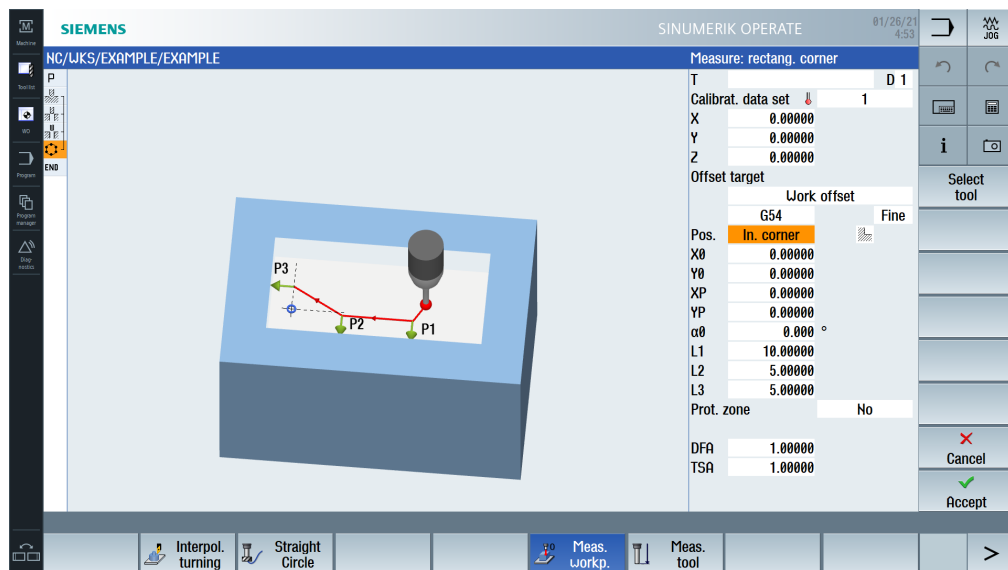 M
Machine
SIEMENS
SINUMERIK OPERATE
01/26/21
4:53
JOG
NC/WKS/EXAMPLE/EXAMPLE
Measure: rectang. corner
Tool list
P
T
D 1
Calibrat. data set
1
X
0.00000
WO
Y
0.00000
Z
0.00000
END
Program
Offset target
Work offset
Select
tool
G54
Fine
Program
manager
Pos.
In. corner
X0
0.00000
Y0
0.00000
Diag-
nostics
XP
0.00000
YP
0.00000
α0
0.000 °
L1
10.00000
L2
5.00000
L3
5.00000
Prot. zone
No
DFA
1.00000
TSA
1.00000
P3
P2
P1
i
Cancel
Accept
Interpol.
turning
Straight
Circle
Meas.
workp.
Meas.
tool
>